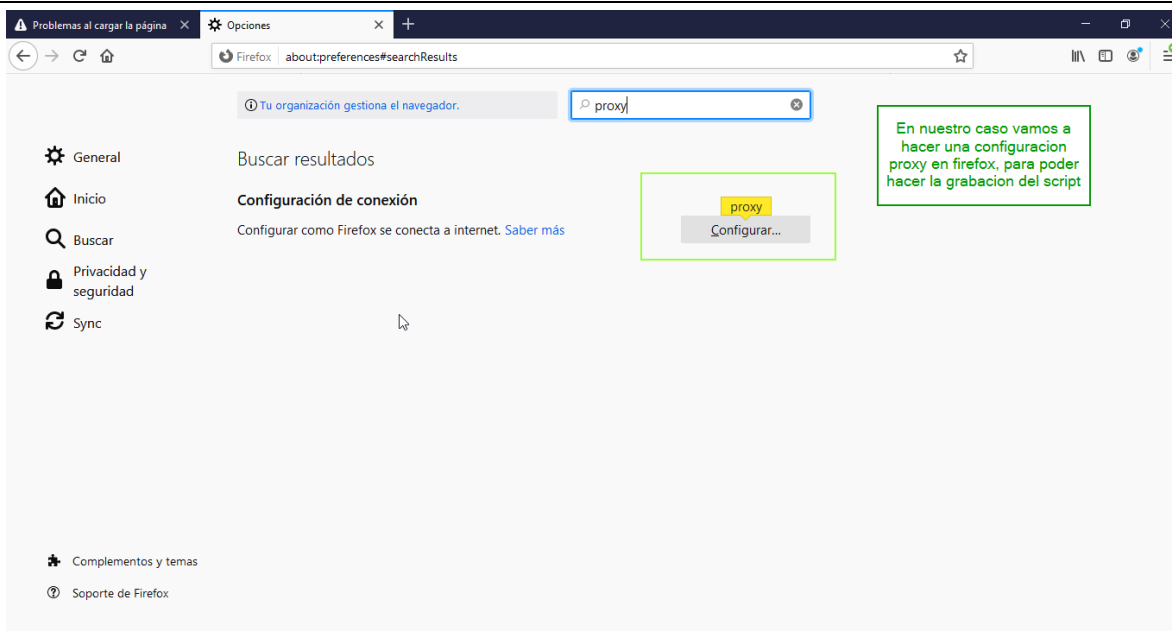 Problemas al cargar la página
Opciones
Firefox about:preferences#searchResults
Tu organización gestiona el navegador.
proxy
En nuestro caso vamos a
hacer una configuracion
proxy en firefox, para poder
hacer la grabacion del script
General
Inicio
Buscar
Privacidad y
seguridad
Sync
Buscar resultados
Configuración de conexión
Configurar como Firefox se conecta a internet. Saber más
proxy
Configurar...
Complementos y temas
Soporte de Firefox